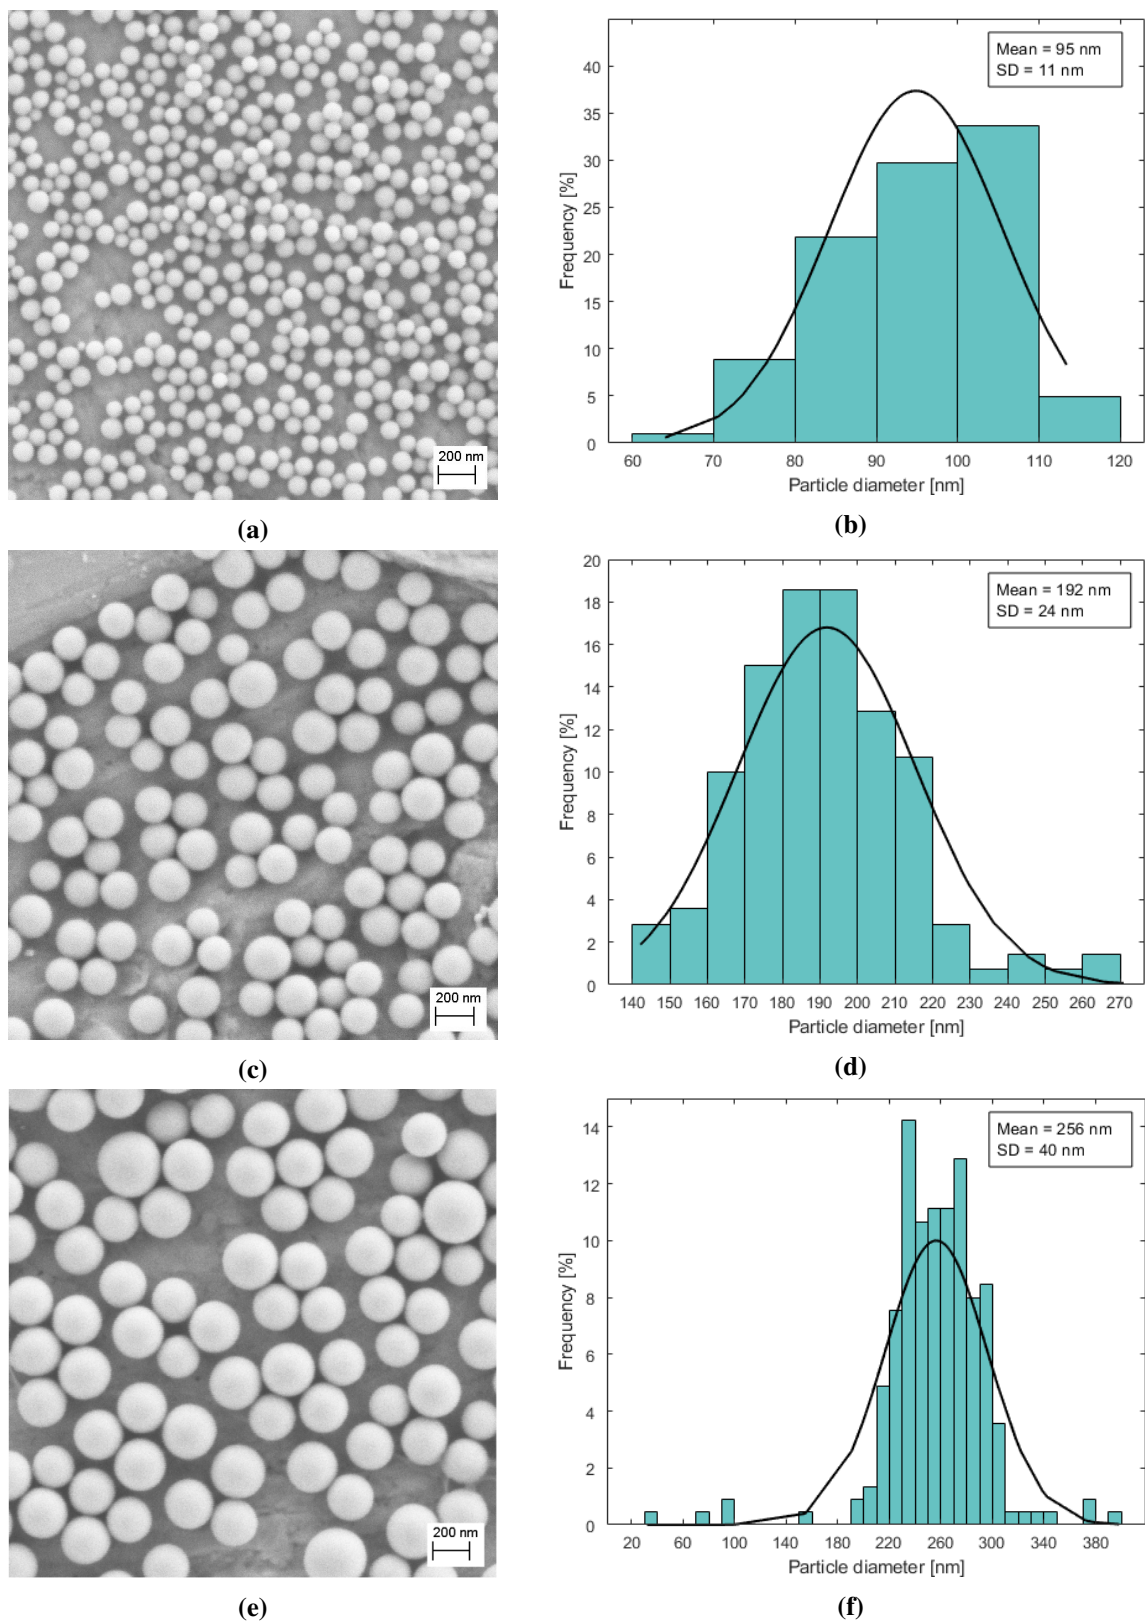 200 nm
(a)
Mean = 95 nm
SD = 11 nm
Frequency [%]
0
5
10
15
20
25
30
35
40
60 70 80 90 100 110 120
Particle diameter [nm]
(b)
200 nm
(c)
Mean = 192 nm
SD = 24 nm
Frequency [%]
0
2
4
6
8
10
12
14
16
18
20
140 150 160 170 180 190 200 210 220 230 240 250 260 270
Particle diameter [nm]
(d)
200 nm
(e)
Mean = 256 nm
SD = 40 nm
Frequency [%]
0
2
4
6
8
10
12
14
20 60 100 140 180 220 260 300 340 380
Particle diameter [nm]
(f)